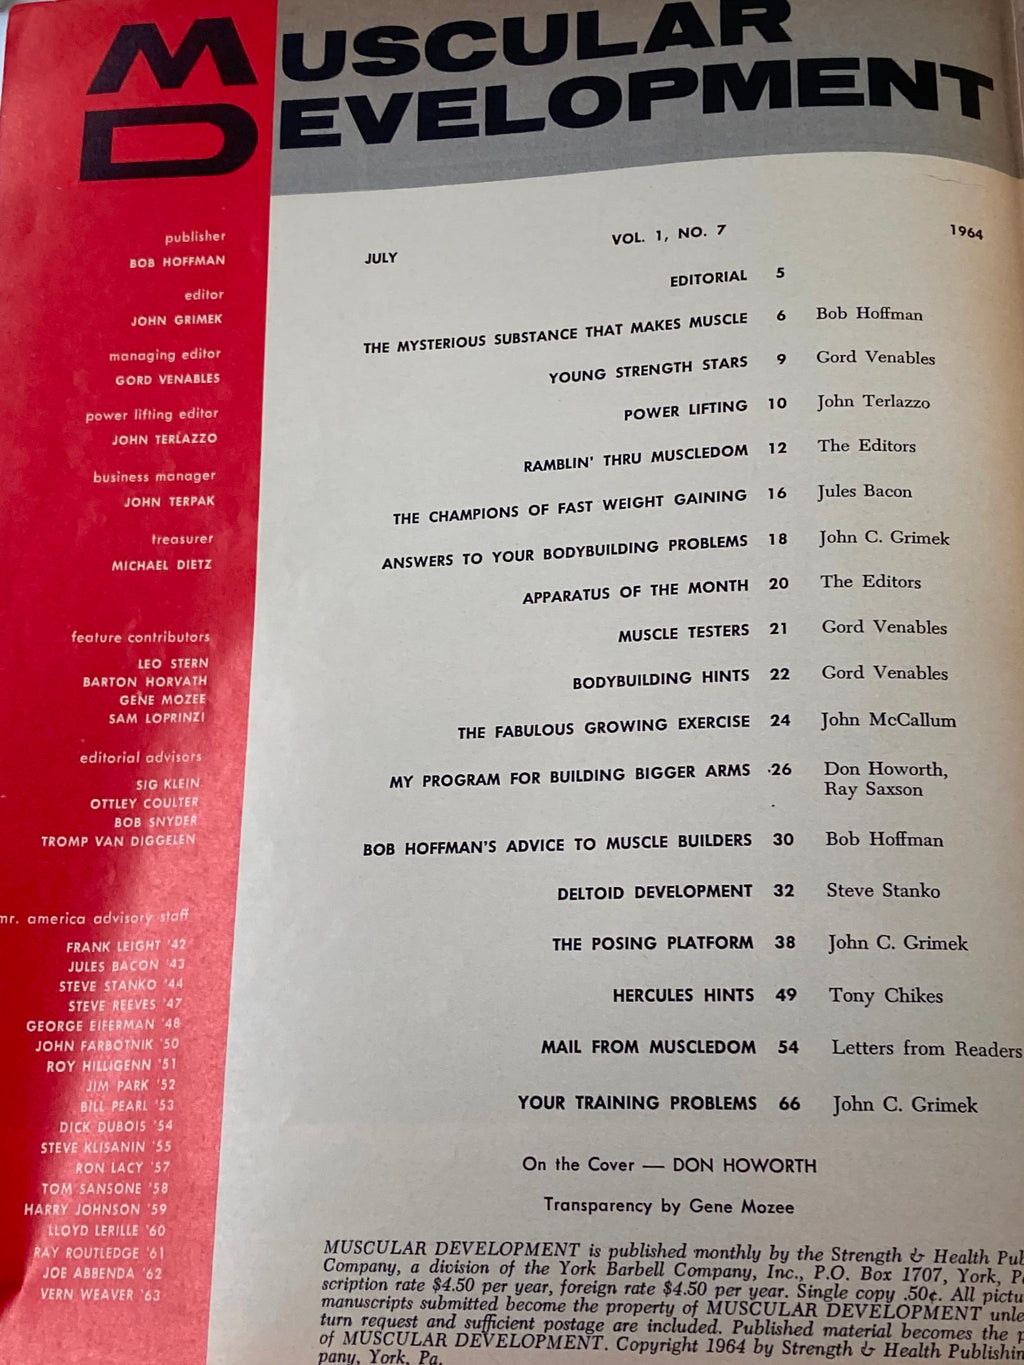 MUSCULAR
DEVELOPMENT
publisher
BOB HOFFMAN
editor
JOHN GRIMEK
managing editor
GORD VENABLES
power lifting editor
JOHN TERLAZZO
business manager
JOHN TERPAK
treasurer
MICHAEL DIETZ
feature contributors
LEO STERN
BARTON HORVATH
GENE MOZEE
SAM LOPRINZI
editorial advisors
SIG KLEIN
OTTLEY COULTER
BOB SNYDER
TROMP VAN DIGGELEN
mr. america advisory staff
FRANK LEIGHT '42
JULES BACON '43
STEVE STANKO '44
STEVE REEVES '47
GEORGE EIFERMAN '48
JOHN FARBOTNIK '50
ROY HILLIGENN '51
JIM PARK '52
BILL PEARL '53
DICK DUBOIS '54
STEVE KLISANIN '55
RON LACY '57
TOM SANSONE '58
HARRY JOHNSON '59
LLOYD LERILLE '60
RAY ROUTLEDGE '61
JOE ABBENDA '62
VERN WEAVER '63
JULY VOL. 1, NO. 7 1964
EDITORIAL 5
THE MYSTERIOUS SUBSTANCE THAT MAKES MUSCLE 6 Bob Hoffman
YOUNG STRENGTH STARS 9 Gord Venables
POWER LIFTING 10 John Terlazzo
RAMBLIN' THRU MUSCLEDOM 12 The Editors
THE CHAMPIONS OF FAST WEIGHT GAINING 16 Jules Bacon
ANSWERS TO YOUR BODYBUILDING PROBLEMS 18 John C. Grimek
APPARATUS OF THE MONTH 20 The Editors
MUSCLE TESTERS 21 Gord Venables
BODYBUILDING HINTS 22 Gord Venables
THE FABULOUS GROWING EXERCISE 24 John McCallum
MY PROGRAM FOR BUILDING BIGGER ARMS 26 Don Howorth,
Ray Saxson
BOB HOFFMAN'S ADVICE TO MUSCLE BUILDERS 30 Bob Hoffman
DELTOID DEVELOPMENT 32 Steve Stanko
THE POSING PLATFORM 38 John C. Grimek
HERCULES HINTS 49 Tony Chikes
MAIL FROM MUSCLEDOM 54 Letters from Readers
YOUR TRAINING PROBLEMS 66 John C. Grimek
On the Cover — DON HOWORTH
Transparency by Gene Mozee
MUSCULAR DEVELOPMENT is published monthly by the Strength & Health Pub
Company, a division of the York Barbell Company, Inc., P.O. Box 1707, York, P
scription rate $4.50 per year, foreign rate $4.50 per year. Single copy .50¢. All pictu
manuscripts submitted become the property of MUSCULAR DEVELOPMENT unle
turn request and sufficient postage are included. Published material becomes the p
of MUSCULAR DEVELOPMENT. Copyright 1964 by Strength & Health Publishin
pany, York, Pa.